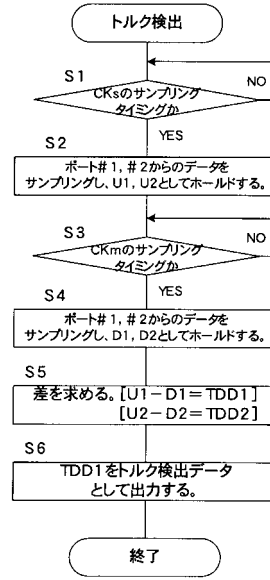 トルク検出
S1
CKsのサンプリング
タイミングか
NO
YES
S2
ポート#1, #2からのデータを
サンプリングし、U1, U2としてホールドする。
S3
CKmのサンプリング
タイミングか
NO
YES
S4
ポート#1, #2からのデータを
サンプリングし、D1, D2としてホールドする。
S5
差を求める。[U1−D1=TDD1]
[U2−D2=TDD2]
S6
TDD1をトルク検出データ
として出力する。
終了